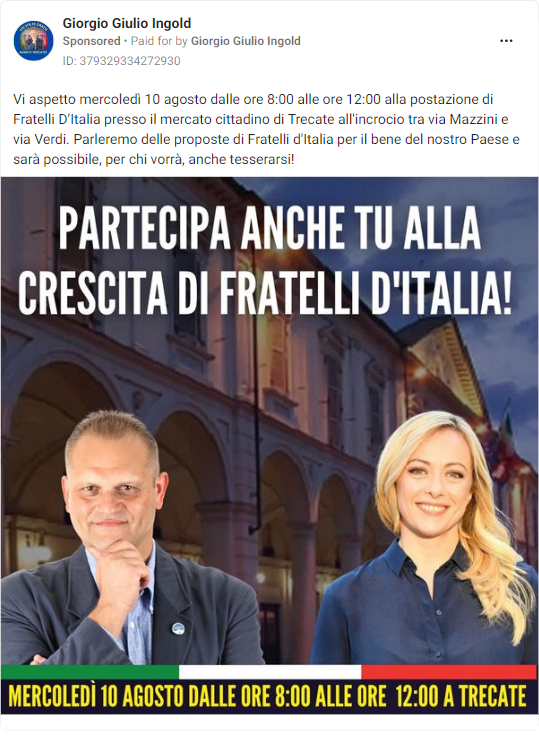 Giorgio Giulio Ingold
Sponsored • Paid for by Giorgio Giulio Ingold
ID: 379329334272930
Vi aspetto mercoledì 10 agosto dalle ore 8:00 alle ore 12:00 alla postazione di
Fratelli D'Italia presso il mercato cittadino di Trecate all'incrocio tra via Mazzini e
via Verdi. Parleremo delle proposte di Fratelli d'Italia per il bene del nostro Paese e
sarà possibile, per chi vorrà, anche tesserarsi!
PARTECIPA ANCHE TU ALLA
CRESCITA DI FRATELLI D'ITALIA!
MERCOLEDÌ 10 AGOSTO DALLE ORE 8:00 ALLE ORE 12:00 A TRECATE